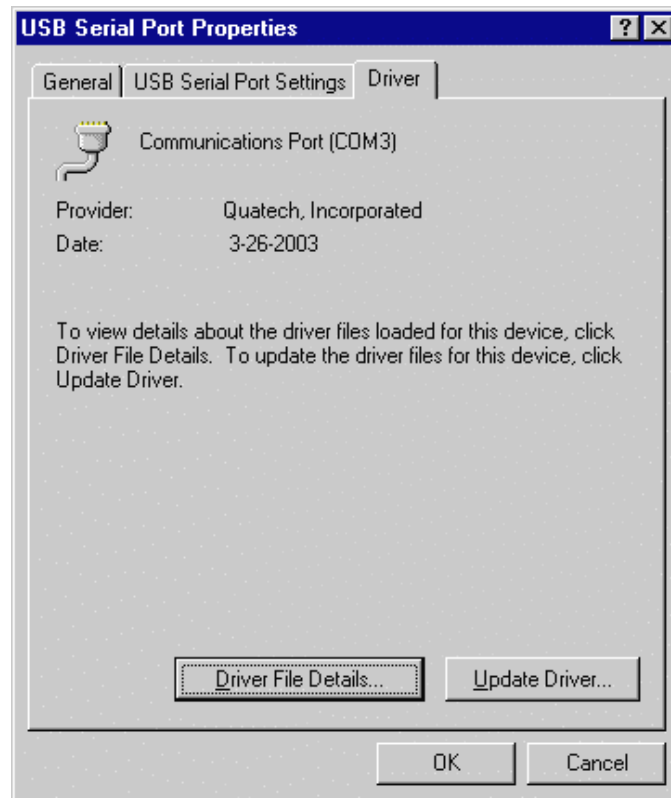 USB Serial Port Properties
General
USB Serial Port Settings
Driver
Communications Port (COM3)
Provider: Quatech, Incorporated
Date: 3-26-2003
To view details about the driver files loaded for this device, click
Driver File Details. To update the driver files for this device, click
Update Driver.
Driver File Details...
Update Driver...
OK
Cancel